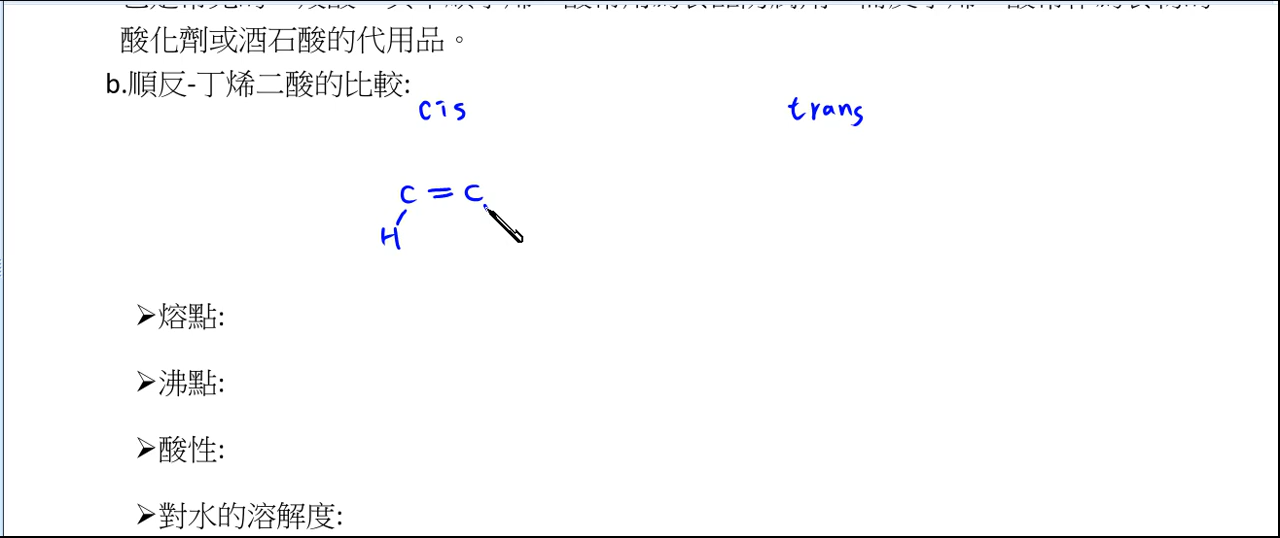 酸化劑或酒石酸的代用品。
b.順反-丁烯二酸的比較:
cis trans
C = C
H
➢熔點:
➢沸點:
➢酸性:
➢對水的溶解度: